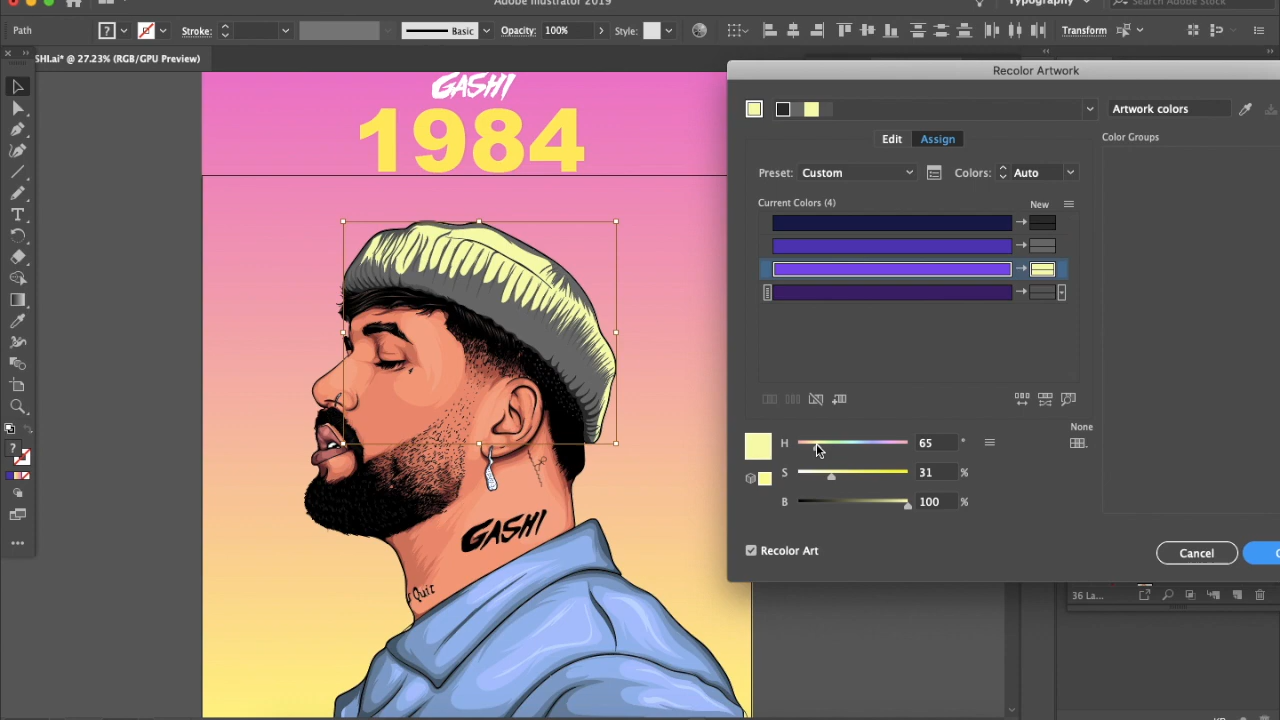 Adobe Illustrator 2019
Typography
Search Adobe Stock
Path
?
Stroke:
Basic
Opacity: 100%
Style:
Transform
SHI.ai* @ 27.23% (RGB/GPU Preview)
GASHI
1984
GASHI
s Quit
Recolor Artwork
Artwork colors
Edit
Assign
Color Groups
Preset: Custom
Colors: Auto
Current Colors (4)
New
None
H 65 °
S 31 %
B 100 %
Recolor Art
Cancel
36 La...